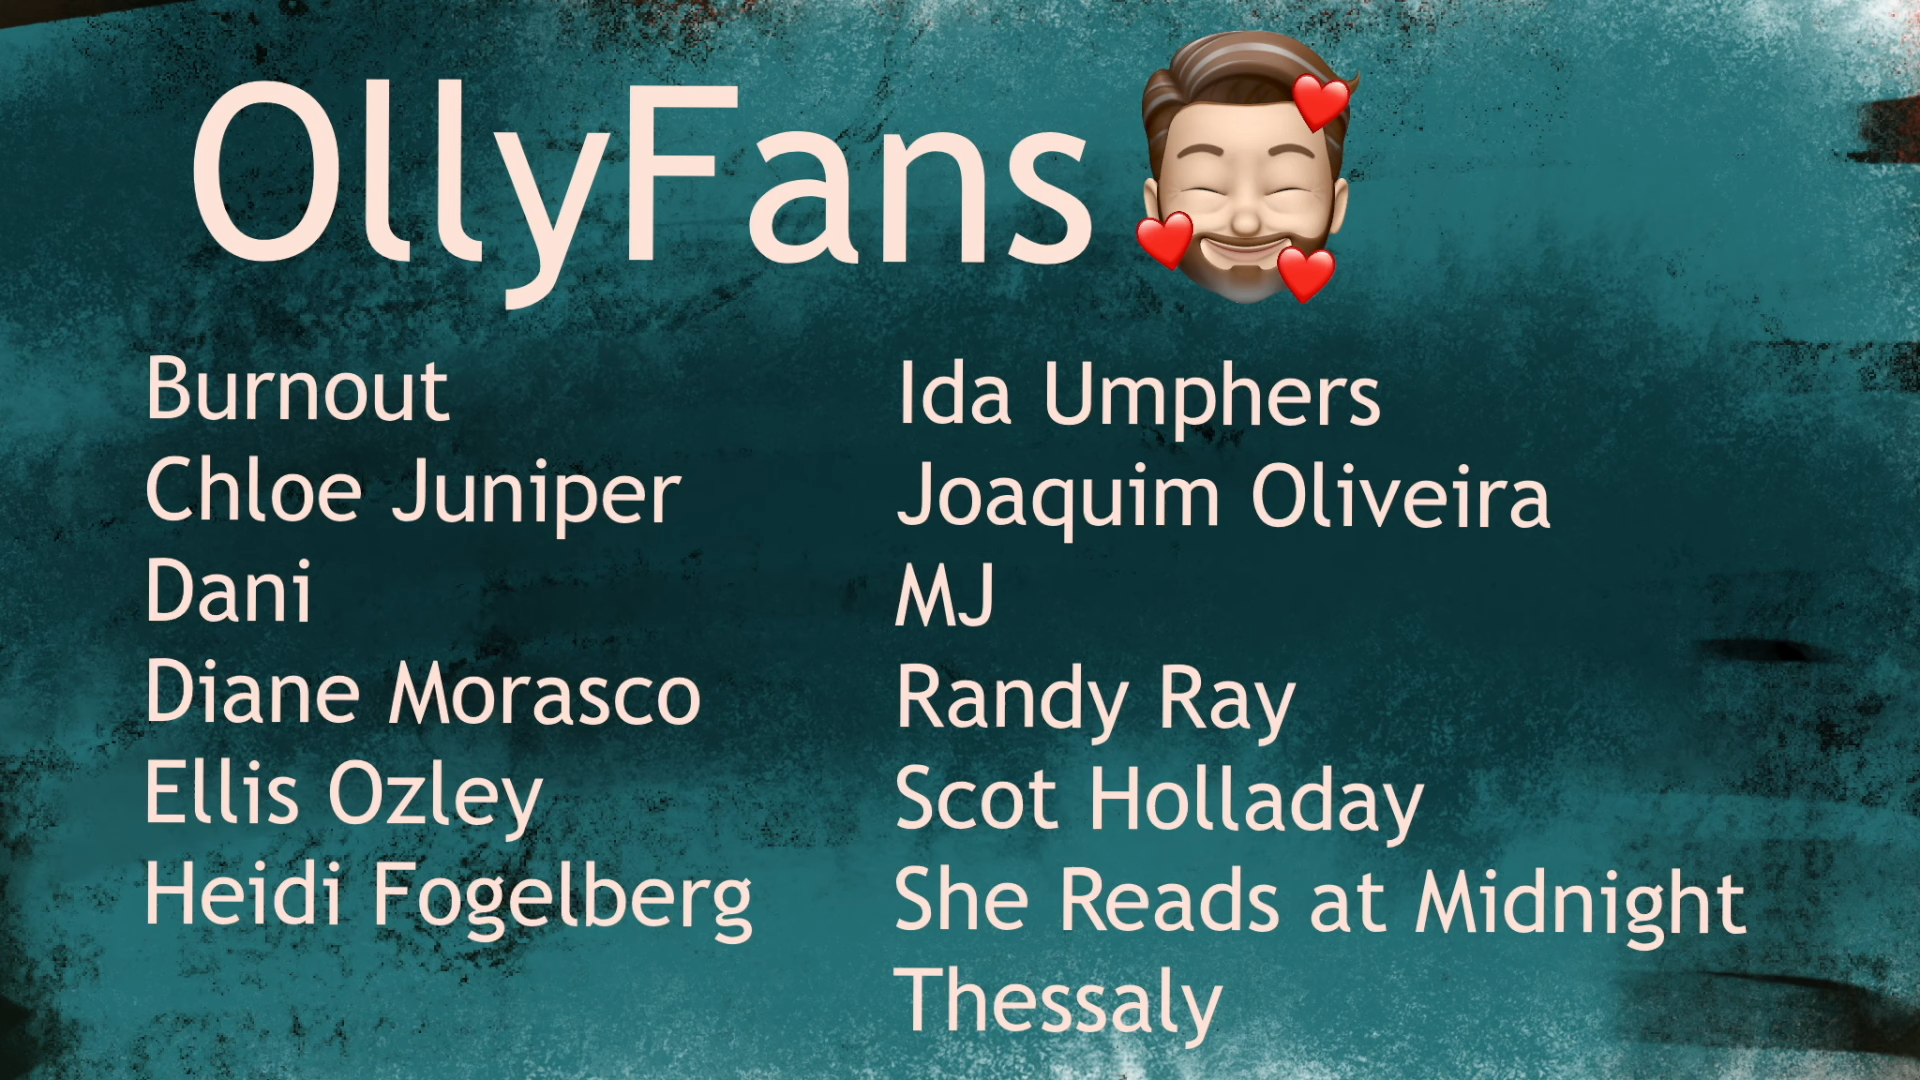 OllyFans
Burnout
Chloe Juniper
Dani
Diane Morasco
Ellis Ozley
Heidi Fogelberg
Ida Umphers
Joaquim Oliveira
MJ
Randy Ray
Scot Holladay
She Reads at Midnight
Thessaly